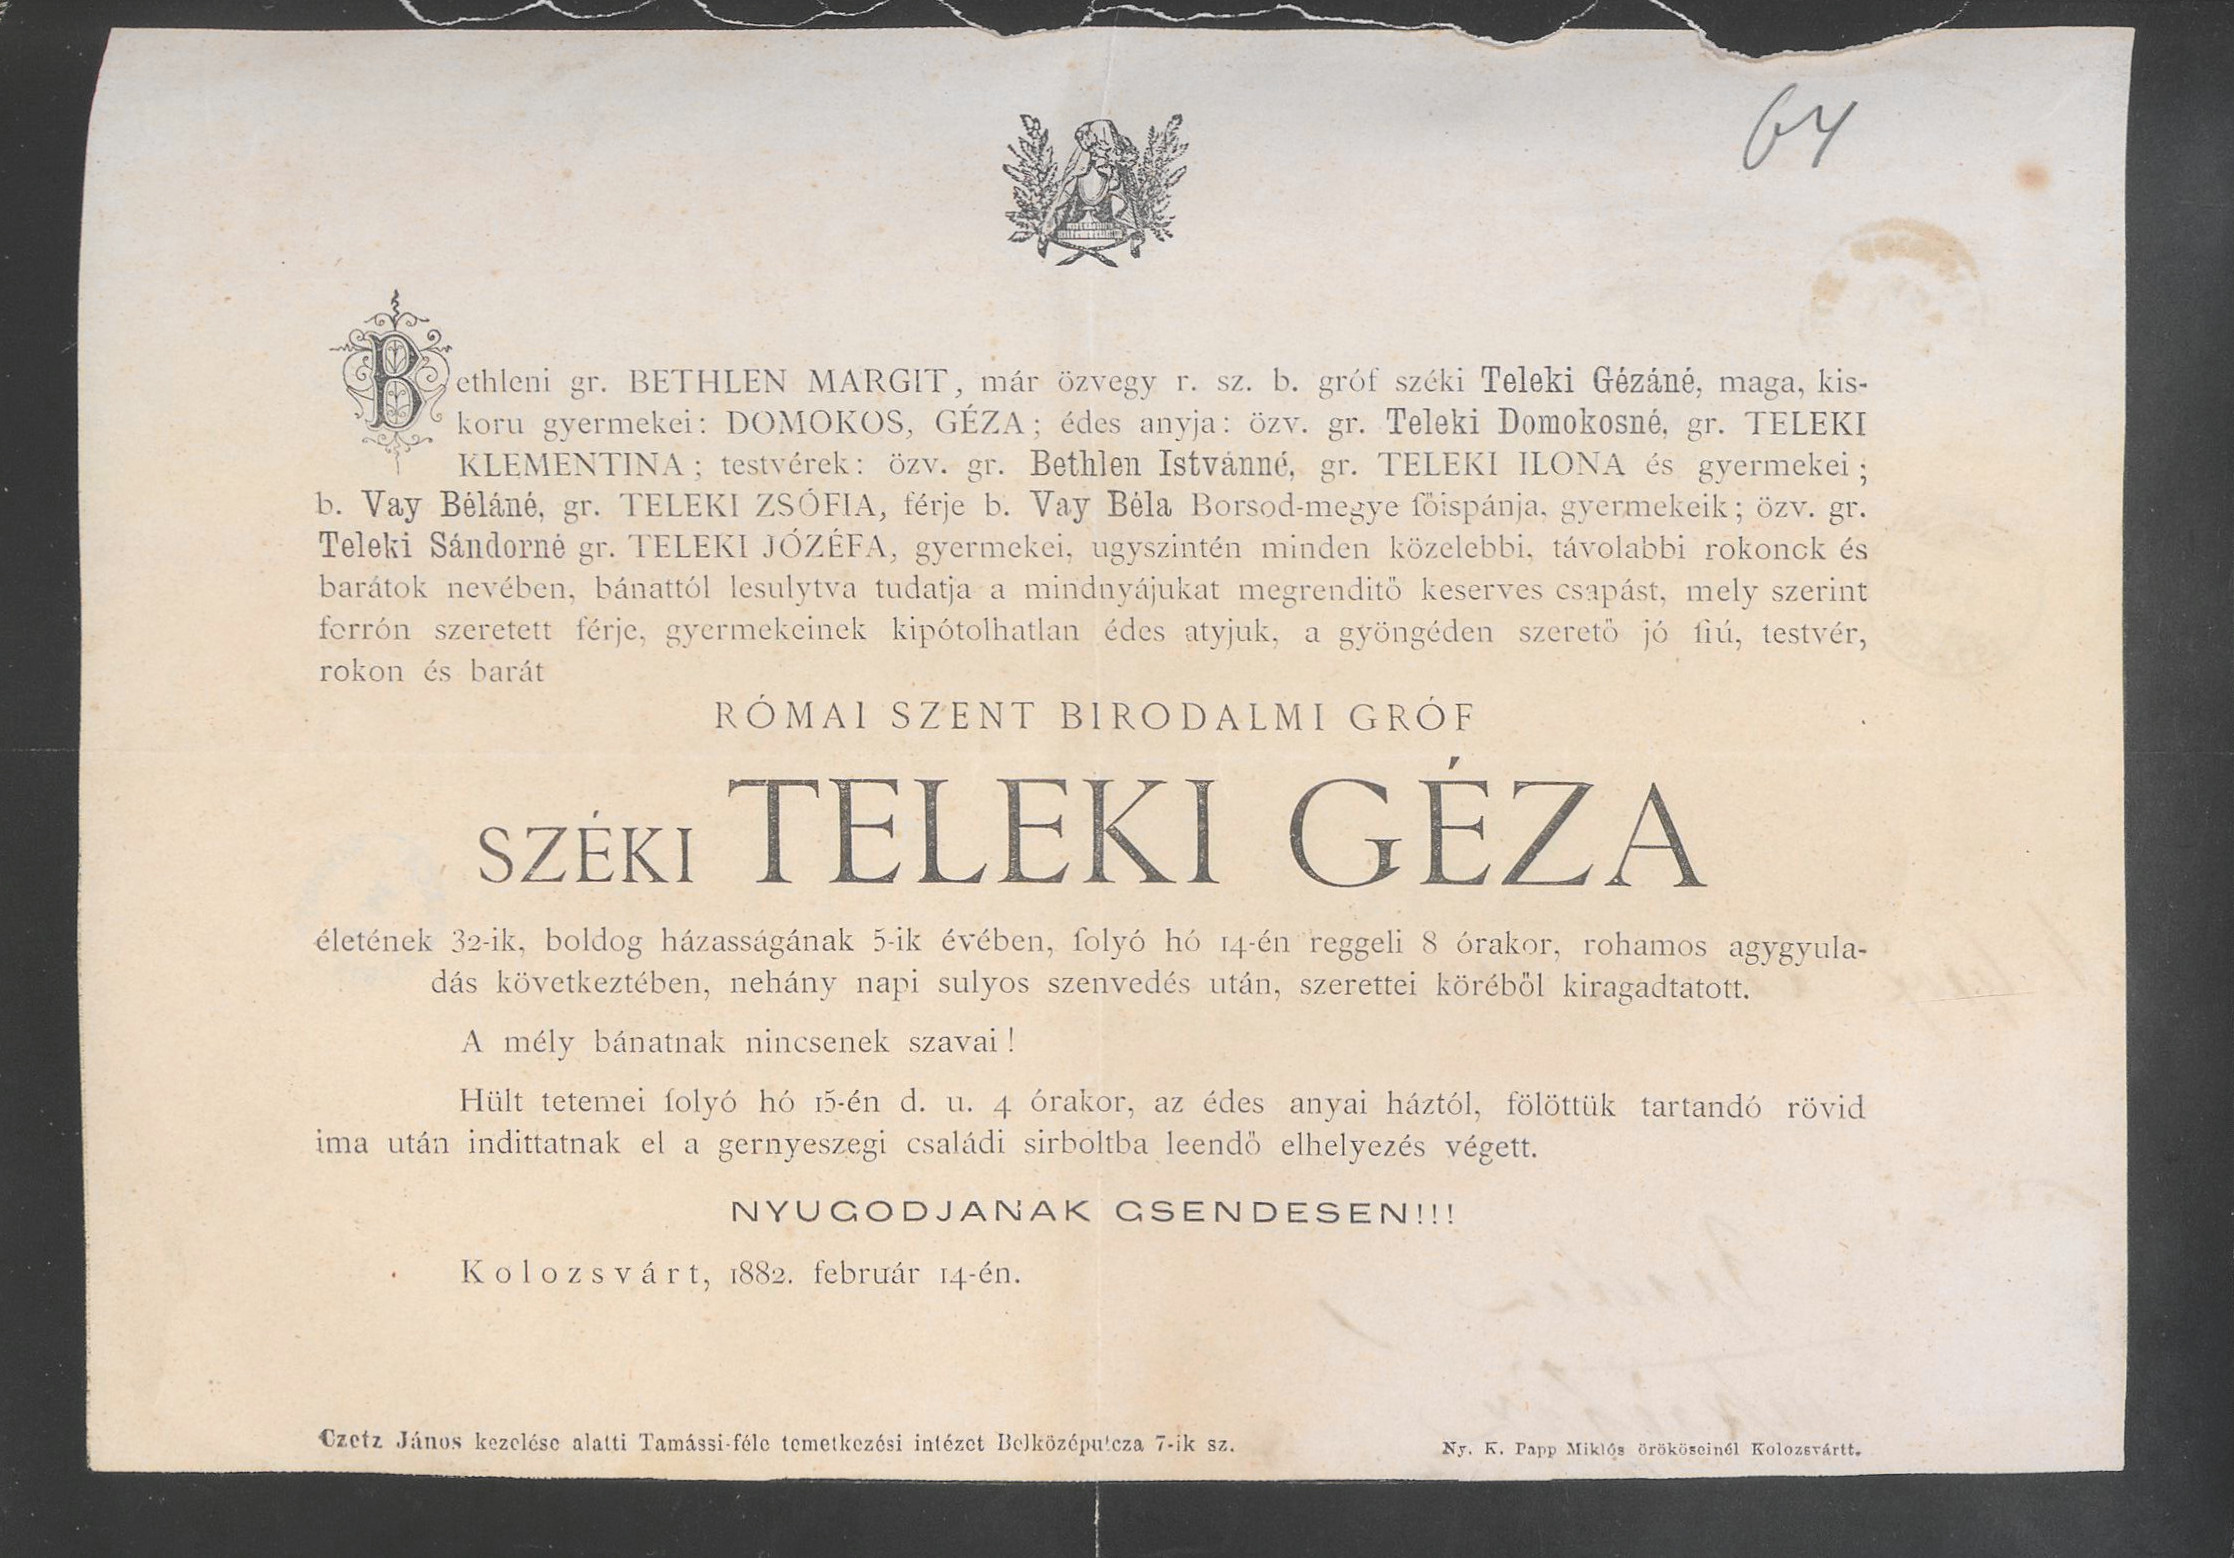 64
Bethleni gr. BETHLEN MARGIT, már özvegy r. sz. b. gróf széki Teleki Gézáné, maga, kis-
koru gyermekei: DOMOKOS, GÉZA; édes anyja: özv. gr. Teleki Domokosné, gr. TELEKI
KLEMENTINA; testvérek: özv. gr. Bethlen Istvánné, gr. TELEKI ILONA és gyermekei;
b. Vay Béláné, gr. TELEKI ZSÓFIA, férje b. Vay Béla Borsod-megye főispánja, gyermekeik; özv. gr.
Teleki Sándorné gr. TELEKI JÓZÉFA, gyermekei, ugyszintén minden közelebbi, távolabbi rokonok és
barátok nevében, bánattól lesulytva tudatja a mindnyájukat megrenditő keserves csapást, mely szerint
forrón szeretett férje, gyermekeinek kipótolhatlan édes atyjuk, a gyöngéden szerető jó fiú, testvér,
rokon és barát
RÓMAI SZENT BIRODALMI GRÓF
SZÉKI TELEKI GÉZA
életének 32-ik, boldog házasságának 5-ik évében, folyó hó 14-én reggeli 8 órakor, rohamos agygyula-
dás következtében, nehány napi sulyos szenvedés után, szerettei köréből kiragadtatott.
A mély bánatnak nincsenek szavai!
Hült tetemei folyó hó 15-én d. u. 4 órakor, az édes anyai háztól, fölöttük tartandó rövid
ima után indittatnak el a gernyeszegi családi sirboltba leendő elhelyezés végett.
NYUGODJANAK CSENDESEN!!!
Kolozsvárt, 1882. február 14-én.
Czetz János kezelése alatti Tamássi-féle temetkezési intézet Belközéputcza 7-ik sz.
Ny. K. Papp Miklós örököseinél Kolozsvártt.